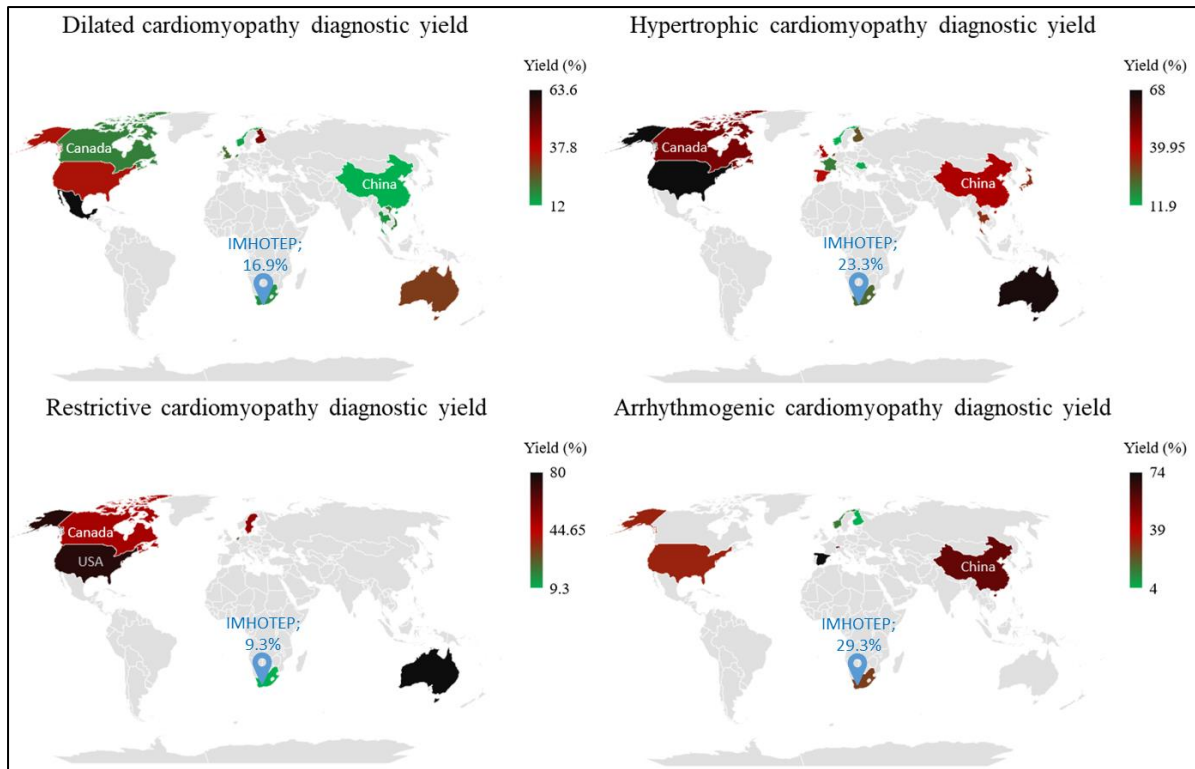 Dilated cardiomyopathy diagnostic yield
Yield (%)
63.6
37.8
12
Canada
China
IMHOTEP;
16.9%
Hypertrophic cardiomyopathy diagnostic yield
Yield (%)
68
39.95
11.9
Canada
China
IMHOTEP;
23.3%
Restrictive cardiomyopathy diagnostic yield
Yield (%)
80
44.65
9.3
Canada
USA
IMHOTEP;
9.3%
Arrhythmogenic cardiomyopathy diagnostic yield
Yield (%)
74
39
4
China
IMHOTEP;
29.3%